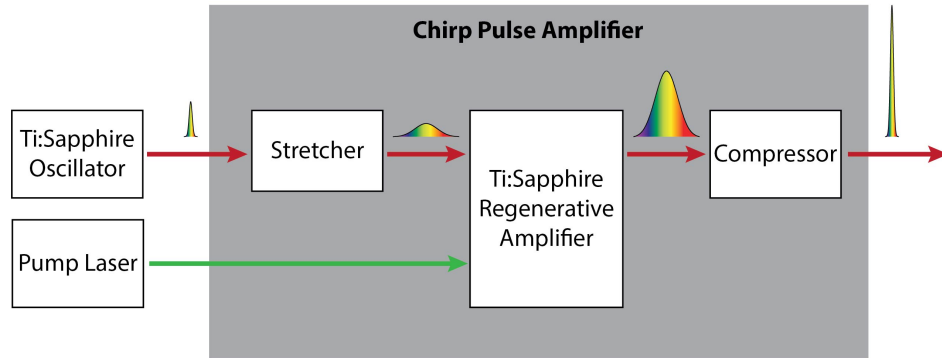 Chirp Pulse Amplifier
Ti:Sapphire
Oscillator
Stretcher
Ti:Sapphire
Regenerative
Amplifier
Compressor
Pump Laser